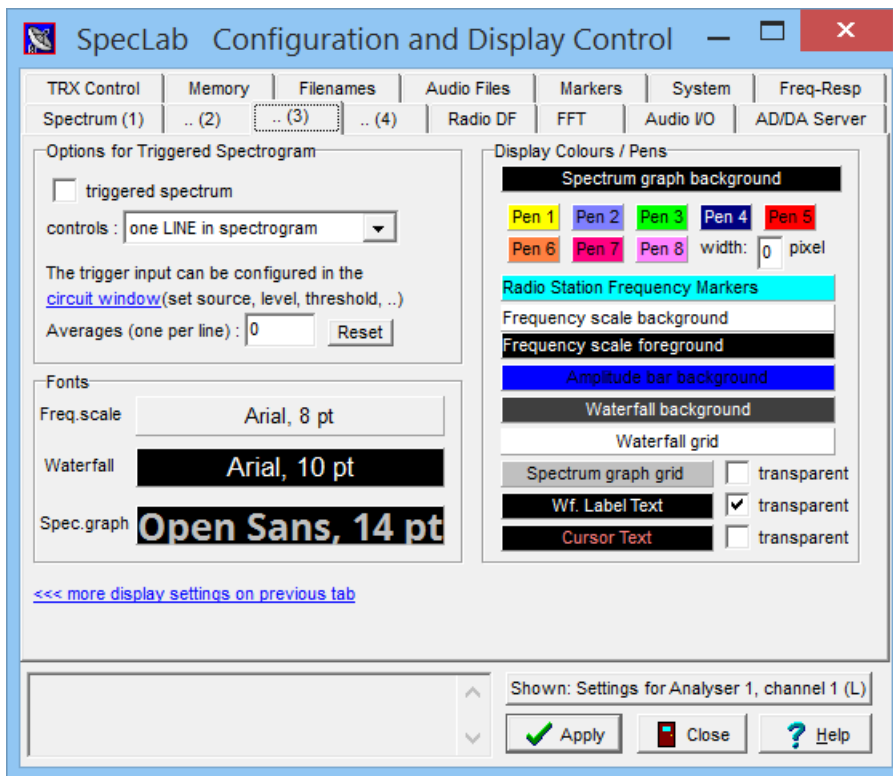 SpecLab Configuration and Display Control
TRX Control Memory Filenames Audio Files Markers System Freq-Resp
Spectrum (1) .. (2) .. (3) .. (4) Radio DF FFT Audio I/O AD/DA Server
Options for Triggered Spectrogram
triggered spectrum
controls : one LINE in spectrogram
The trigger input can be configured in the
circuit window(set source, level, threshold, ..)
Averages (one per line) : 0 Reset
Fonts
Freq.scale Arial, 8 pt
Waterfall Arial, 10 pt
Spec.graph Open Sans, 14 pt
<<< more display settings on previous tab
Display Colours / Pens
Spectrum graph background
Pen 1 Pen 2 Pen 3 Pen 4 Pen 5
Pen 6 Pen 7 Pen 8 width: 0 pixel
Radio Station Frequency Markers
Frequency scale background
Frequency scale foreground
Amplitude bar background
Waterfall background
Waterfall grid
Spectrum graph grid transparent
Wf. Label Text transparent
Cursor Text transparent
Shown: Settings for Analyser 1, channel 1 (L)
Apply Close Help